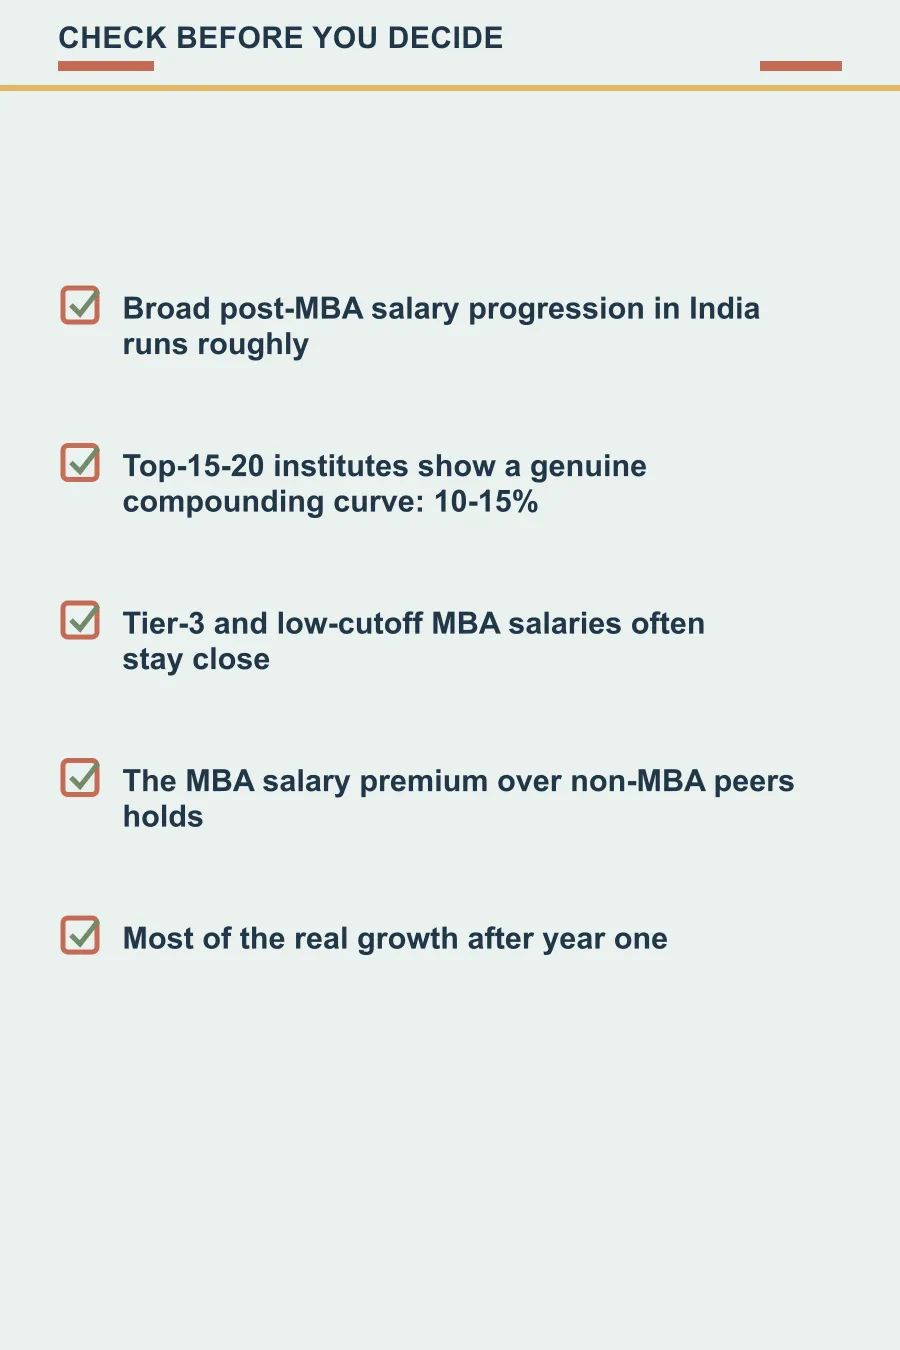 CHECK BEFORE YOU DECIDE
Broad post-MBA salary progression in India
runs roughly
Top-15-20 institutes show a genuine
compounding curve: 10-15%
Tier-3 and low-cutoff MBA salaries often
stay close
The MBA salary premium over non-MBA peers
holds
Most of the real growth after year one